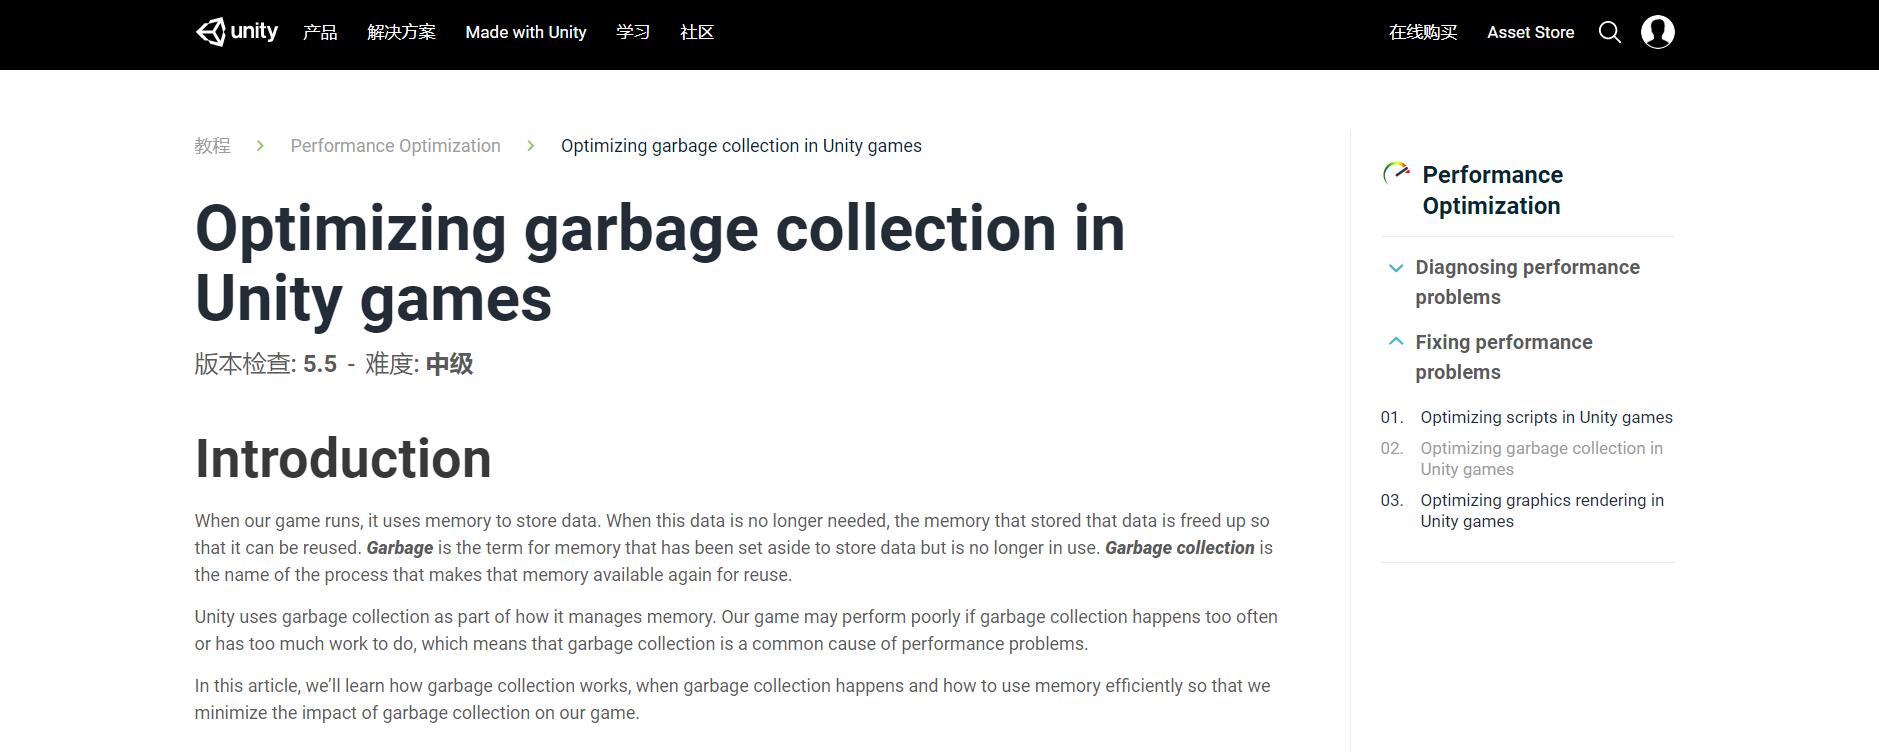 unity 产品 解决方案 Made with Unity 学习 社区 在线购买 Asset Store
教程 Performance Optimization Optimizing garbage collection in Unity games
Optimizing garbage collection in
Unity games
版本检查: 5.5 - 难度: 中级
Introduction
When our game runs, it uses memory to store data. When this data is no longer needed, the memory that stored that data is freed up so
that it can be reused. Garbage is the term for memory that has been set aside to store data but is no longer in use. Garbage collection is
the name of the process that makes that memory available again for reuse.
Unity uses garbage collection as part of how it manages memory. Our game may perform poorly if garbage collection happens too often
or has too much work to do, which means that garbage collection is a common cause of performance problems.
In this article, we’ll learn how garbage collection works, when garbage collection happens and how to use memory efficiently so that we
minimize the impact of garbage collection on our game.
Performance
Optimization
Diagnosing performance
problems
Fixing performance
problems
01. Optimizing scripts in Unity games
02. Optimizing garbage collection in
Unity games
03. Optimizing graphics rendering in
Unity games